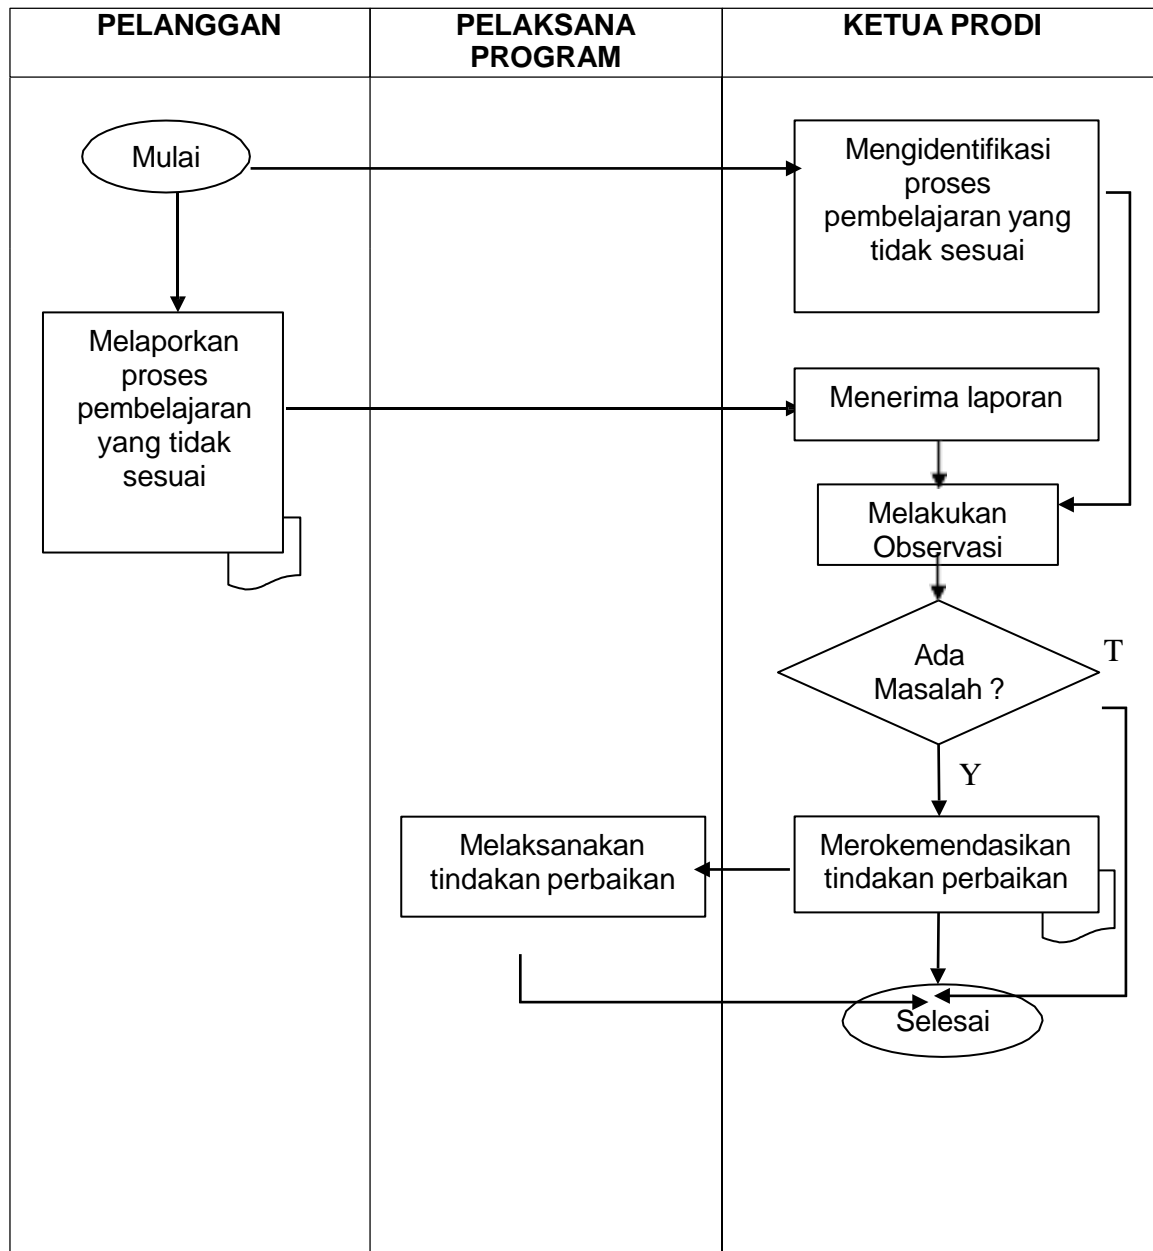 PELANGGAN
PELAKSANA
PROGRAM
KETUA PRODI
Mulai
Mengidentifikasi
proses
pembelajaran yang
tidak sesuai
Melaporkan
proses
pembelajaran
yang tidak
sesuai
Menerima laporan
Melakukan
Observasi
Ada
Masalah ?
T
Y
Melaksanakan
tindakan perbaikan
Merokemendasikan
tindakan perbaikan
Selesai